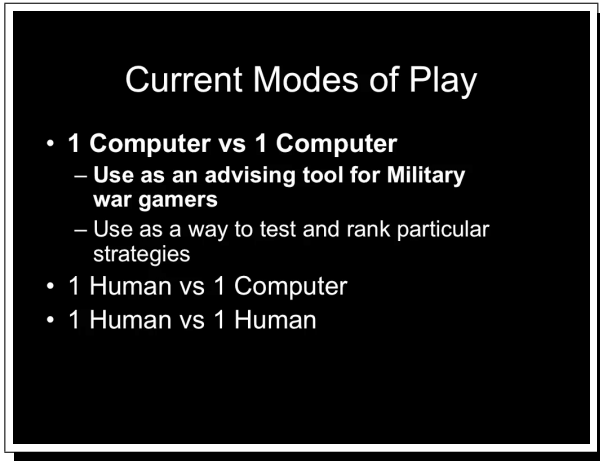 Current Modes of Play
• 1 Computer vs 1 Computer
– Use as an advising tool for Military
war gamers
– Use as a way to test and rank particular
strategies
• 1 Human vs 1 Computer
• 1 Human vs 1 Human